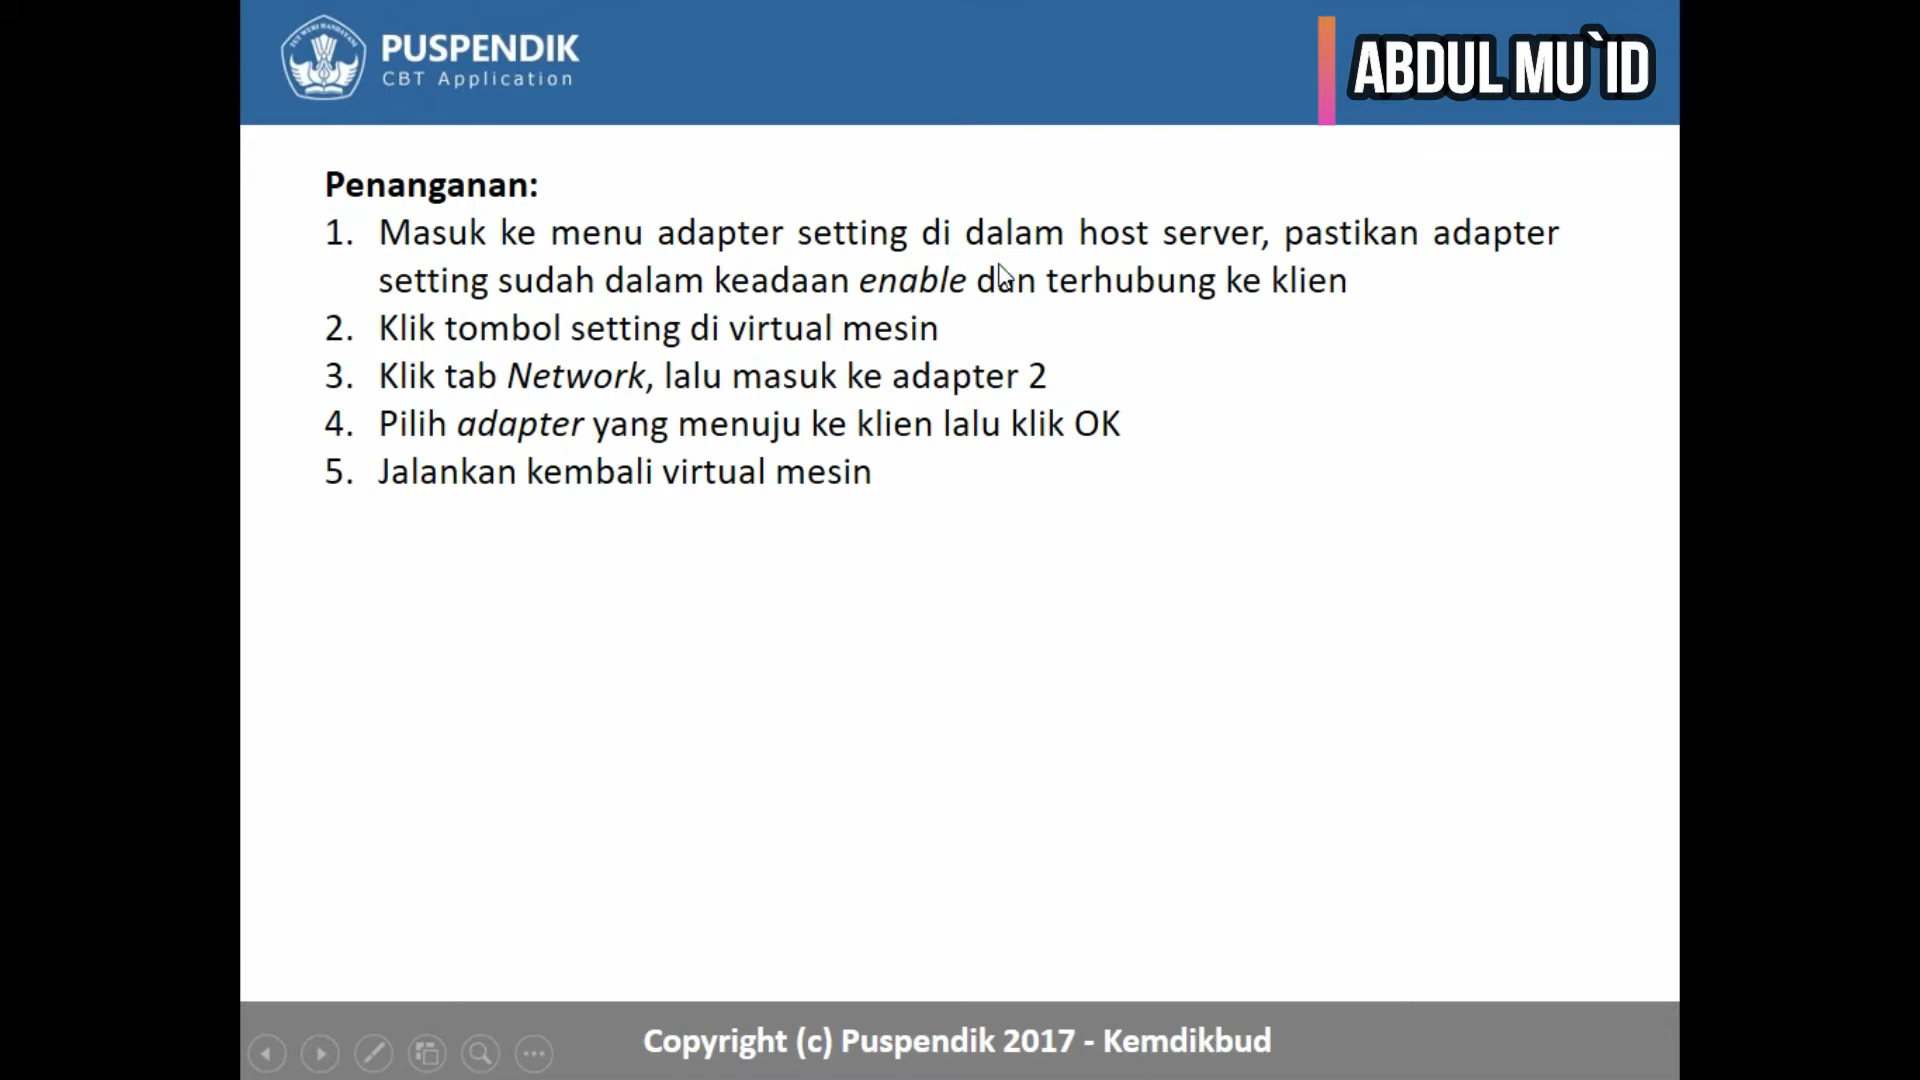 PUSPENDIK
CBT Application
TUT WURI HANDAYANI
ABDUL MU`ID
Penanganan:
1. Masuk ke menu adapter setting di dalam host server, pastikan adapter
setting sudah dalam keadaan enable dan terhubung ke klien
2. Klik tombol setting di virtual mesin
3. Klik tab Network, lalu masuk ke adapter 2
4. Pilih adapter yang menuju ke klien lalu klik OK
5. Jalankan kembali virtual mesin
Copyright (c) Puspendik 2017 - Kemdikbud